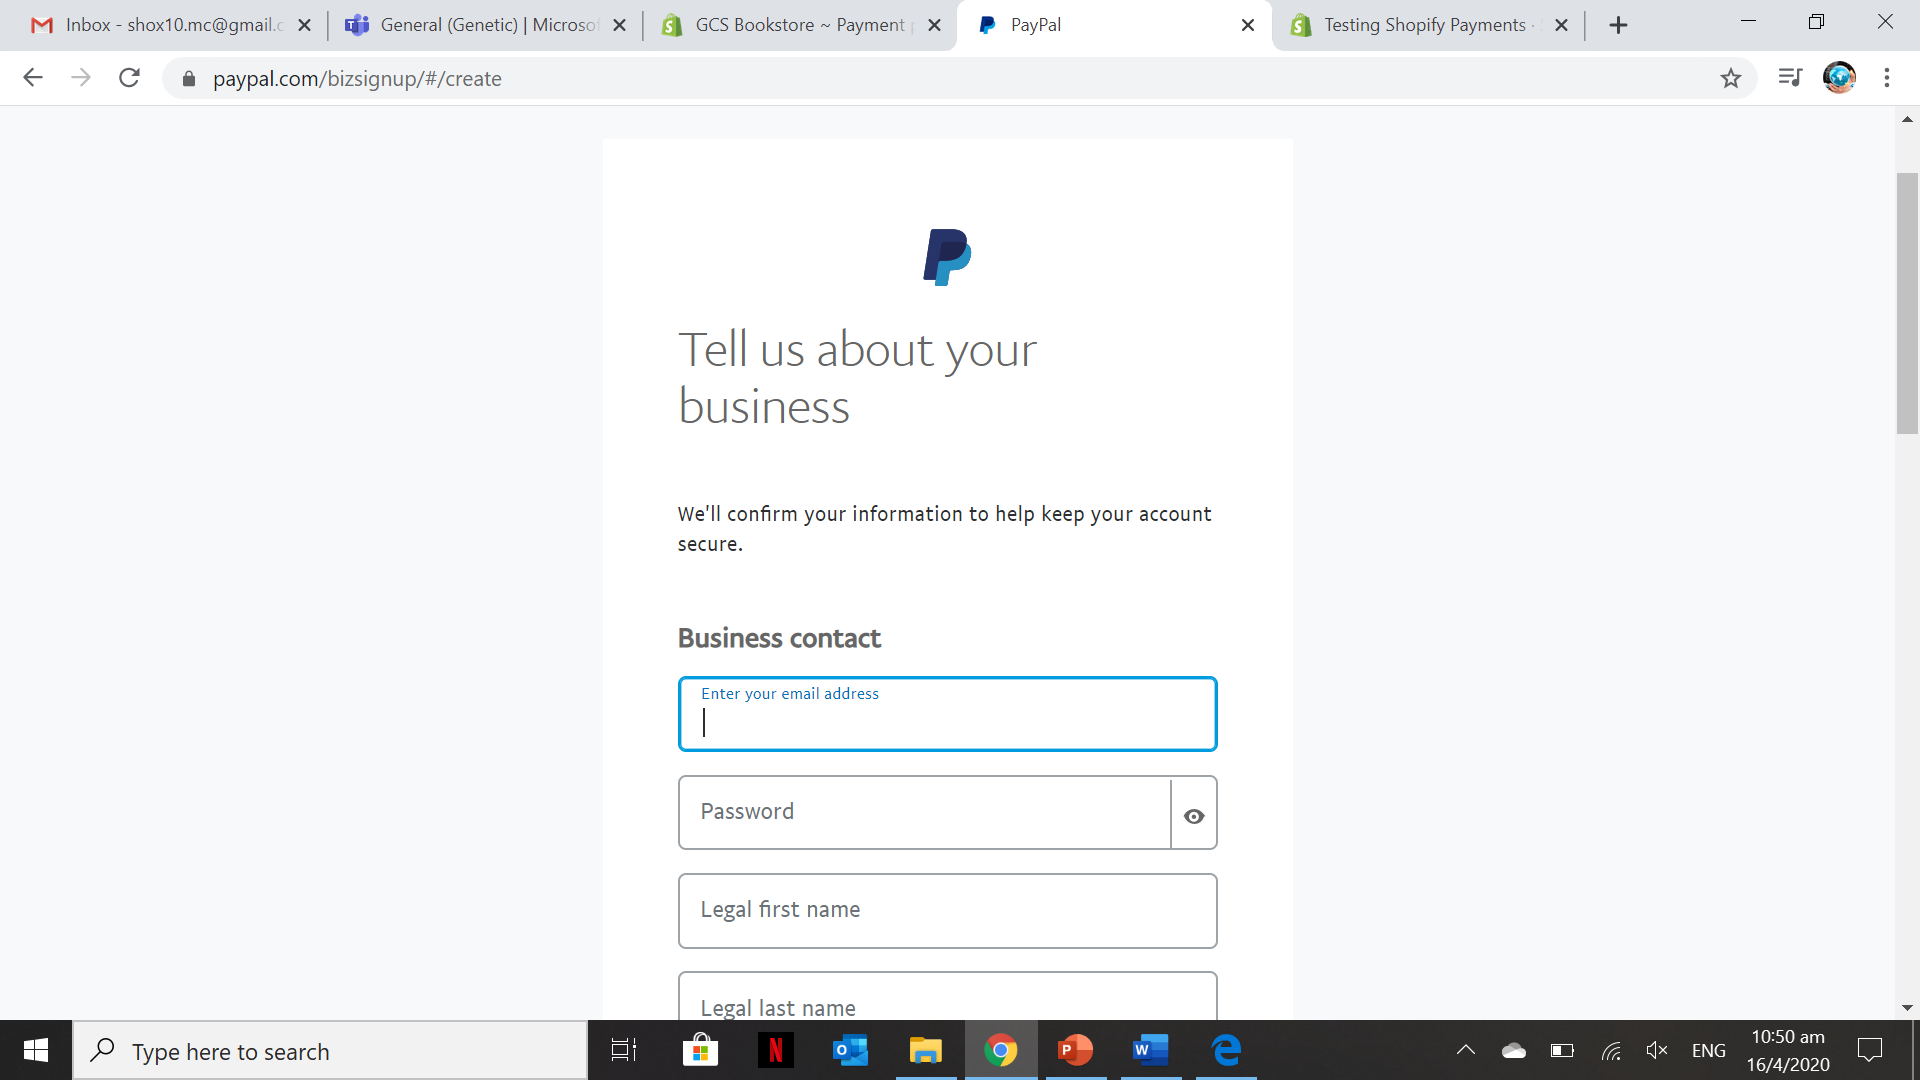 Inbox - shox10.mc@gmail.c
General (Genetic) | Microsof
GCS Bookstore ~ Payment p
PayPal
Testing Shopify Payments ·
paypal.com/bizsignup/#/create
Tell us about your
business
We'll confirm your information to help keep your account
secure.
Business contact
Enter your email address
Password
Legal first name
Legal last name
Type here to search
ENG
10:50 am
16/4/2020